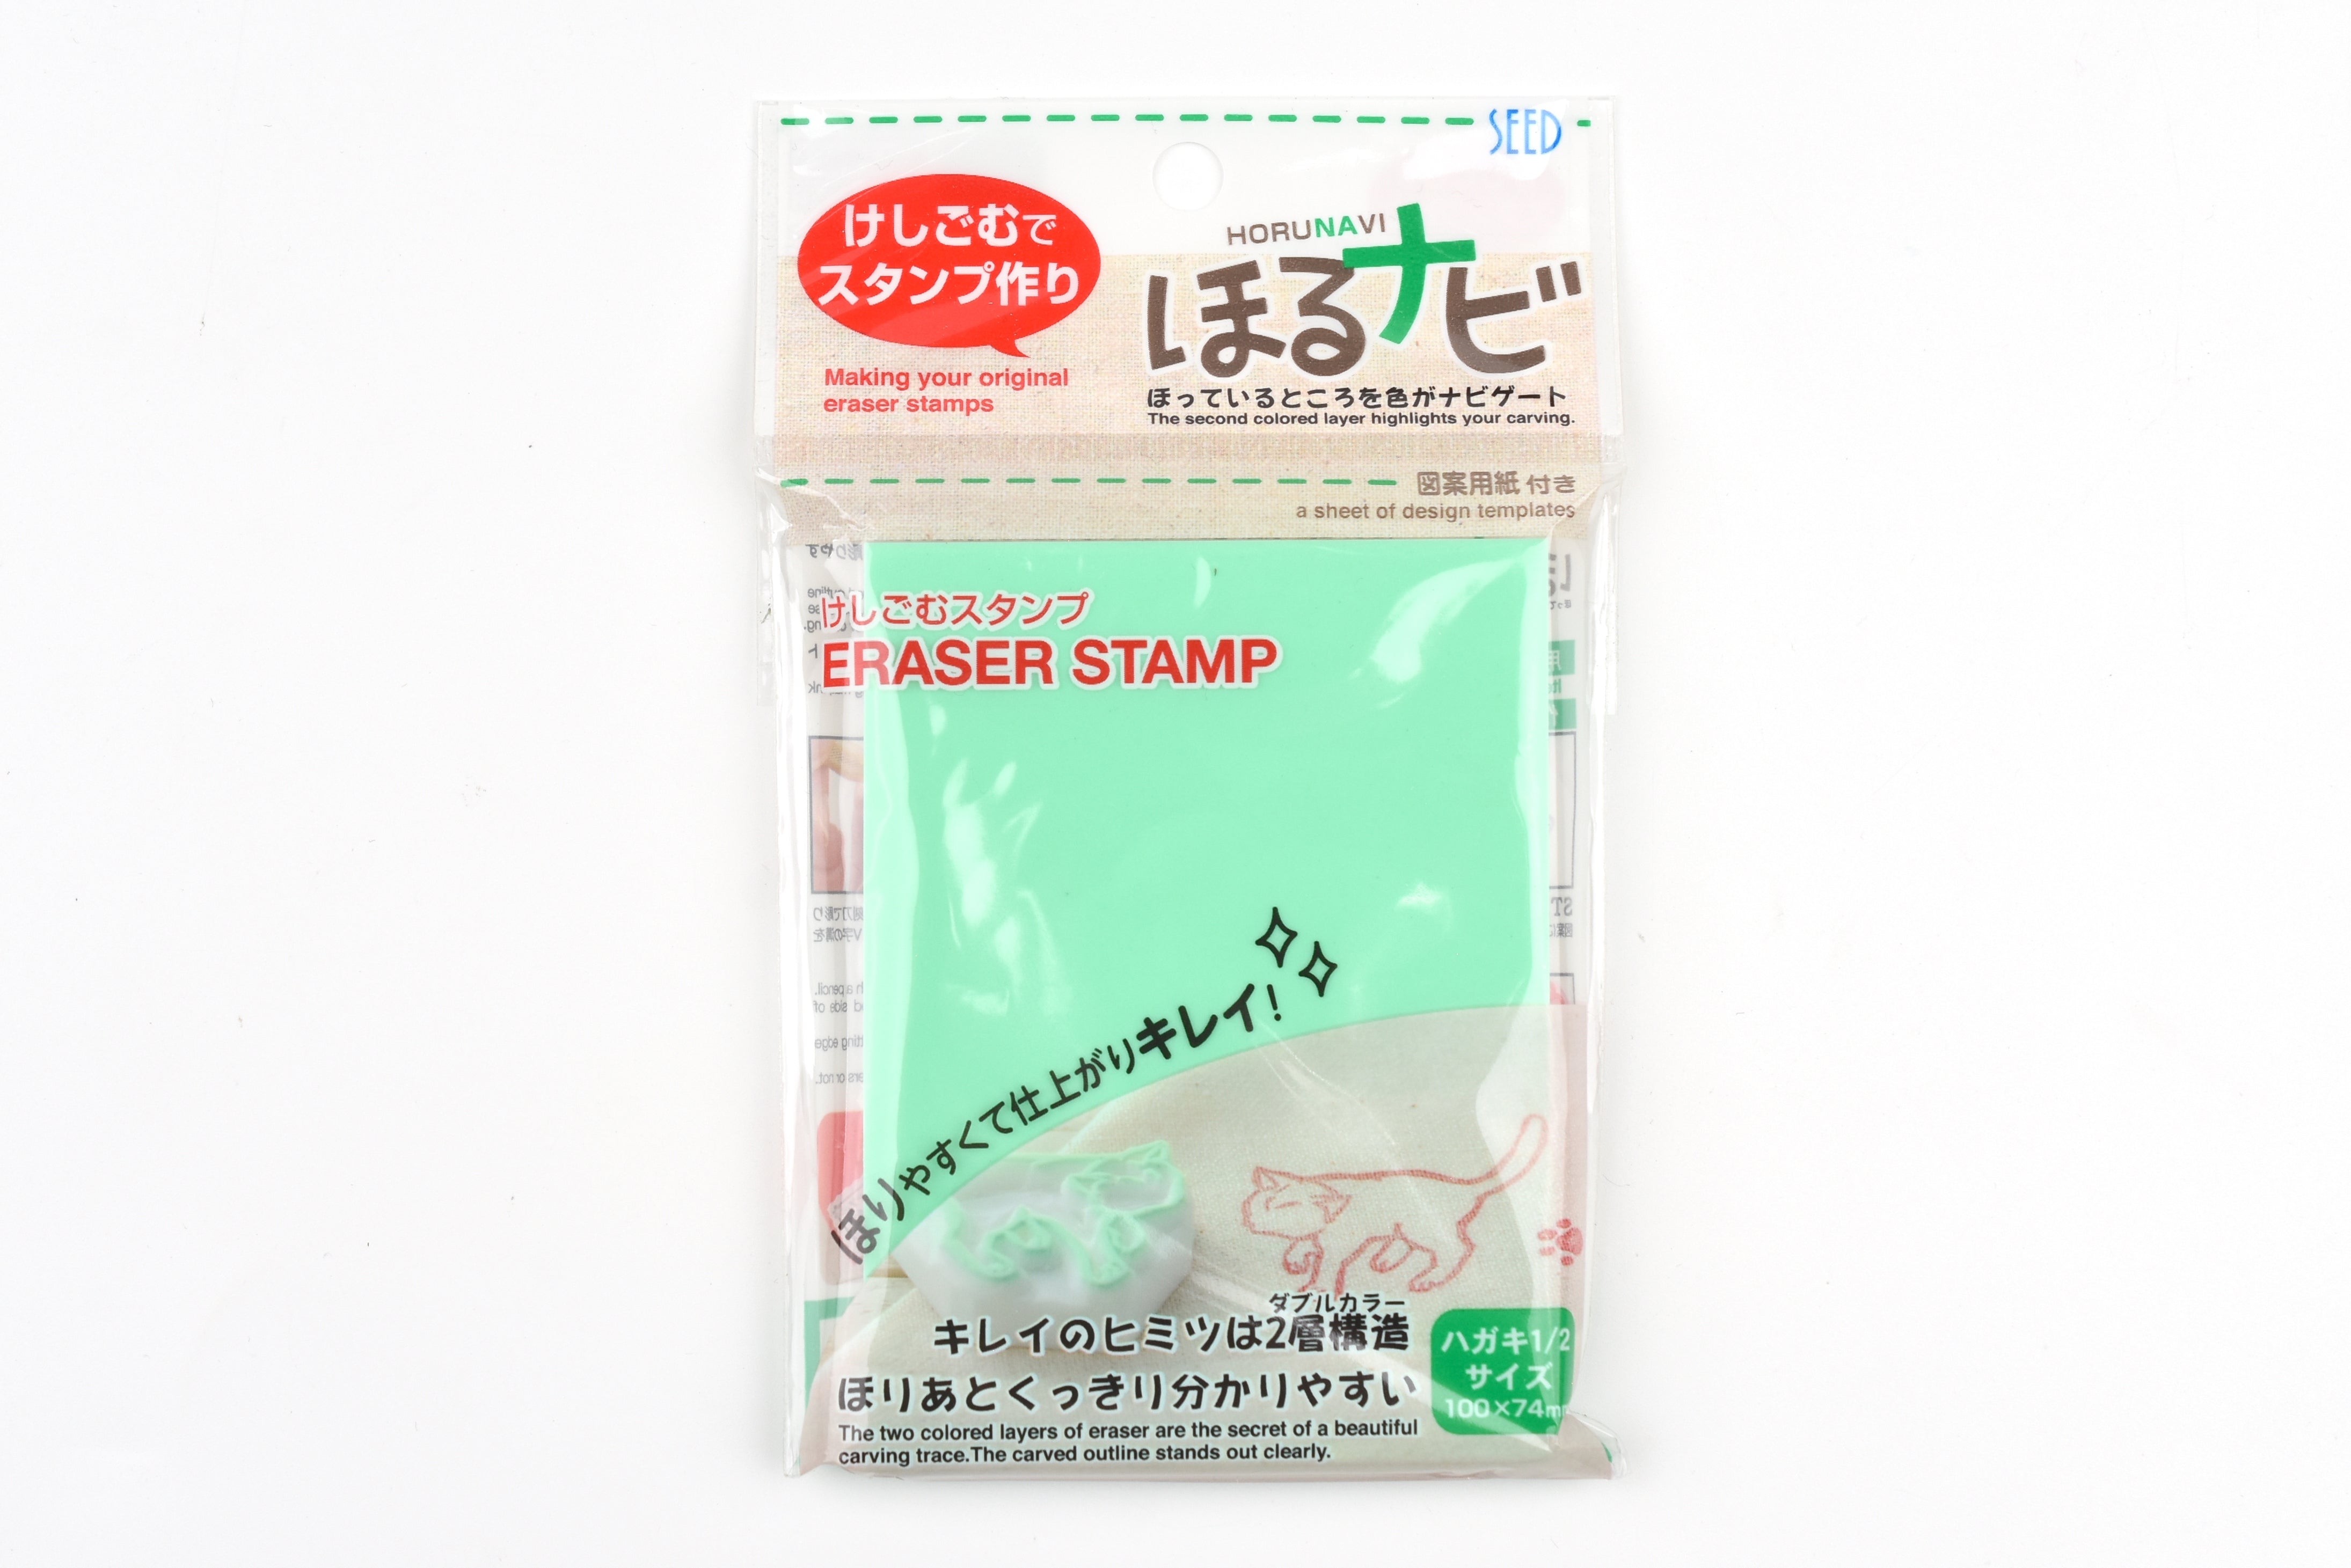 SEED
けしごむで
スタンプ作り
Making your original
eraser stamps
HORUNAVI
ほるナビ
ほっているところを色がナビゲート
The second colored layer highlights your carving.
図案用紙 付き
a sheet of design templates
けしごむスタンプ
ERASER STAMP
ほりやすくて仕上がりキレイ!
ダブルカラー
キレイのヒミツは2層構造
ほりあとくっきり分かりやすい
The two colored layers of eraser are the secret of a beautiful
carving trace.The carved outline stands out clearly.
ハガキ1/2
サイズ
100×74m